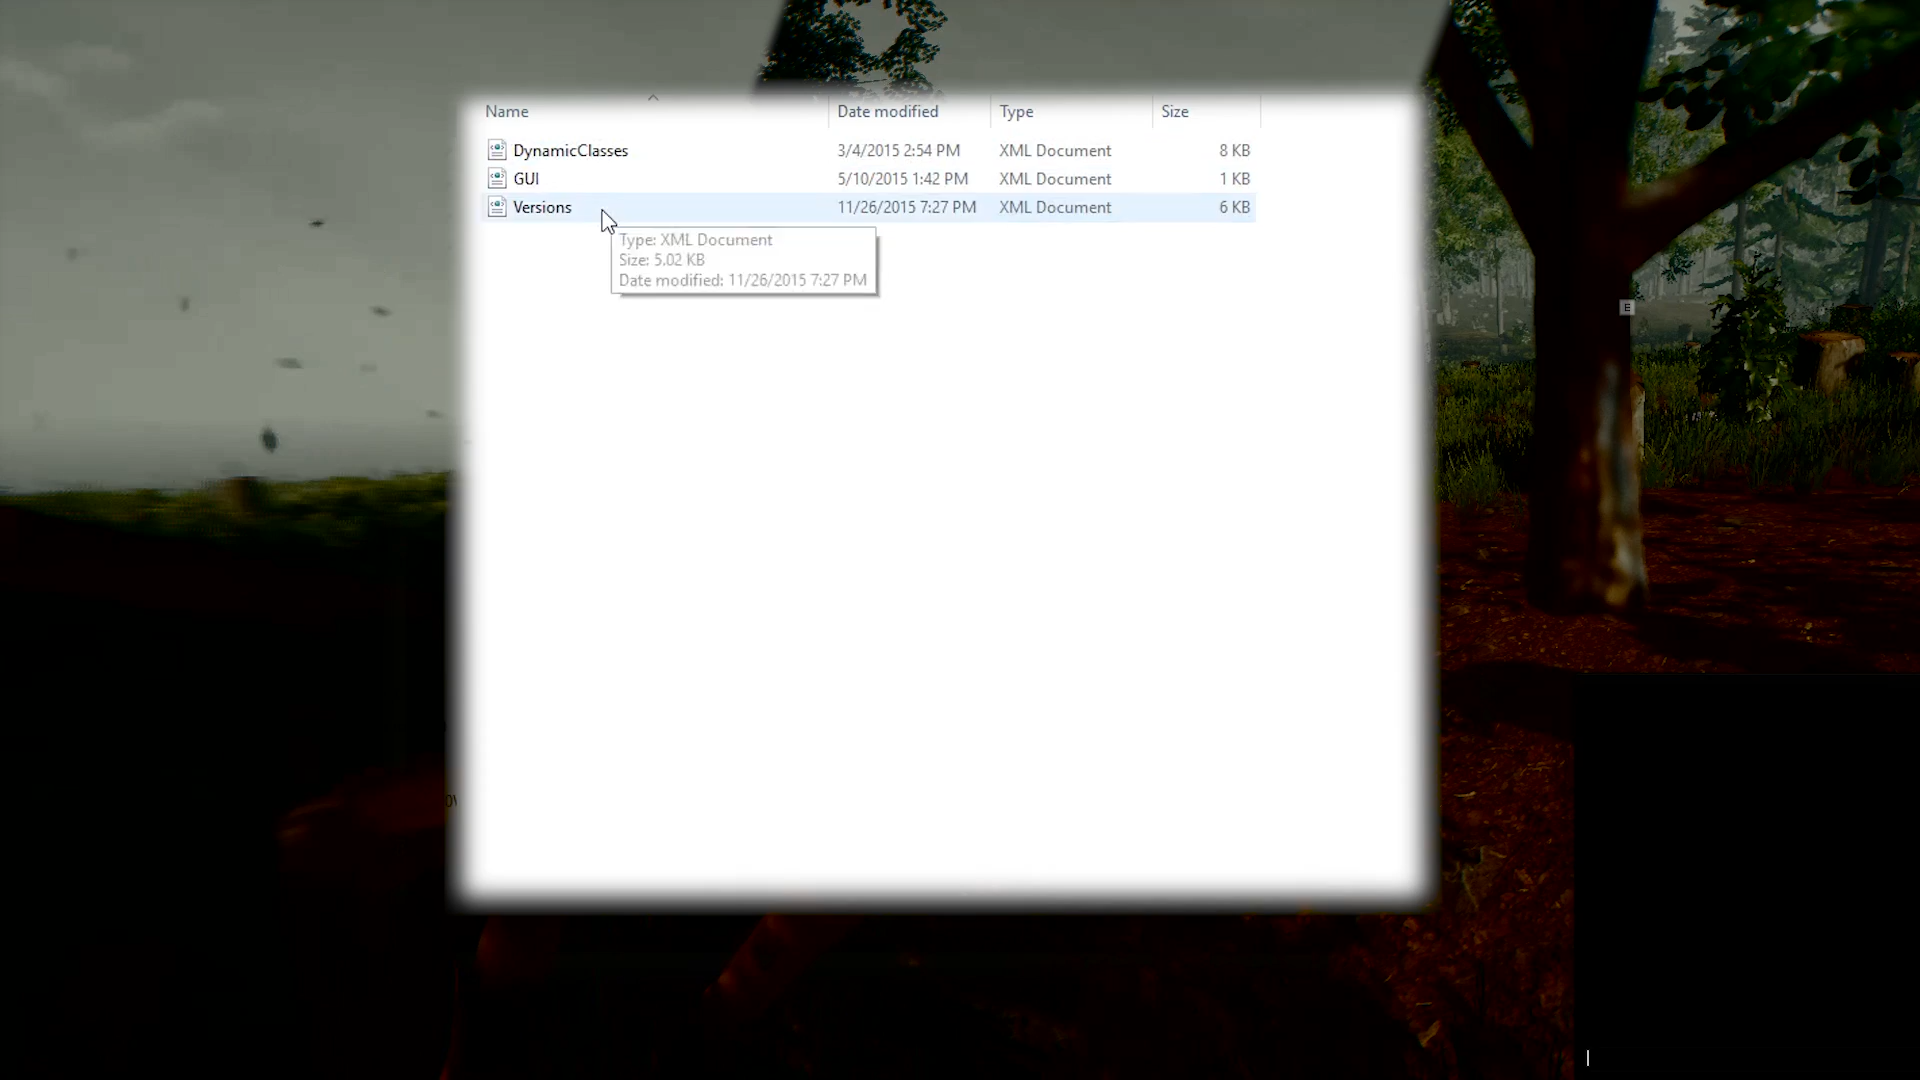 Name Date modified Type Size
DynamicClasses 3/4/2015 2:54 PM XML Document 8 KB
GUI 5/10/2015 1:42 PM XML Document 1 KB
Versions 11/26/2015 7:27 PM XML Document 6 KB
Type: XML Document
Size: 5.02 KB
Date modified: 11/26/2015 7:27 PM
E